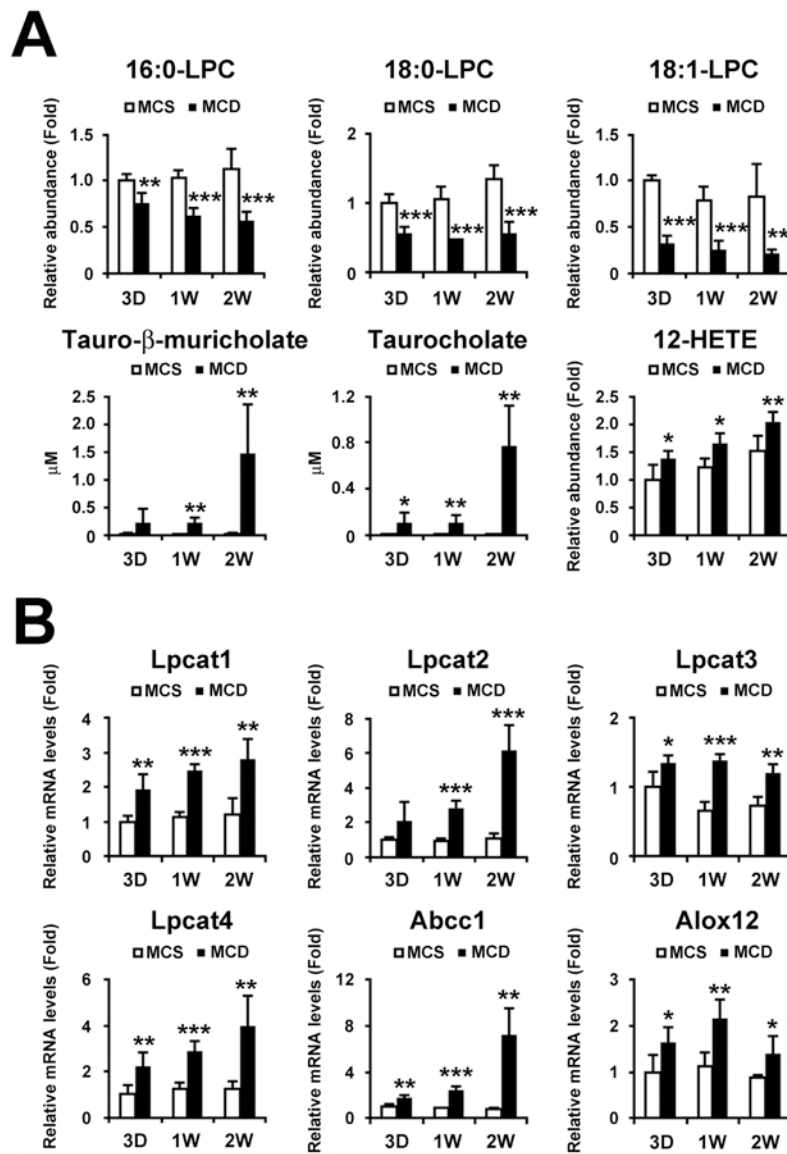 A
16:0-LPC 18:0-LPC 18:1-LPC
MCS MCD MCS MCD MCS MCD
Relative abundance (Fold) Relative abundance (Fold) Relative abundance (Fold)
1.5 2 1.5
1.0 1 1.0
0.5 0.5
0 0 0
** *** *** *** *** *** *** *** **
3D 1W 2W 3D 1W 2W 3D 1W 2W
Tauro-β-muricholate Taurocholate 12-HETE
MCS MCD MCS MCD MCS MCD
μM μM Relative abundance (Fold)
2.5 1.2 2.5
2.0 0.8 2.0
1.5 0.4 1.5
1.0 1.0
0.5 0.5
0 0 0
** ** * ** ** * * **
3D 1W 2W 3D 1W 2W 3D 1W 2W
B
Lpcat1 Lpcat2 Lpcat3
MCS MCD MCS MCD MCS MCD
Relative mRNA levels (Fold) Relative mRNA levels (Fold) Relative mRNA levels (Fold)
4 8 2
3 6 1
2 4
1 2
0 0 0
** *** ** *** *** * *** **
3D 1W 2W 3D 1W 2W 3D 1W 2W
Lpcat4 Abcc1 Alox12
MCS MCD MCS MCD MCS MCD
Relative mRNA levels (Fold) Relative mRNA levels (Fold) Relative mRNA levels (Fold)
6 12 3
4 8 2
2 4 1
0 0 0
** *** ** ** *** ** * ** *
3D 1W 2W 3D 1W 2W 3D 1W 2W